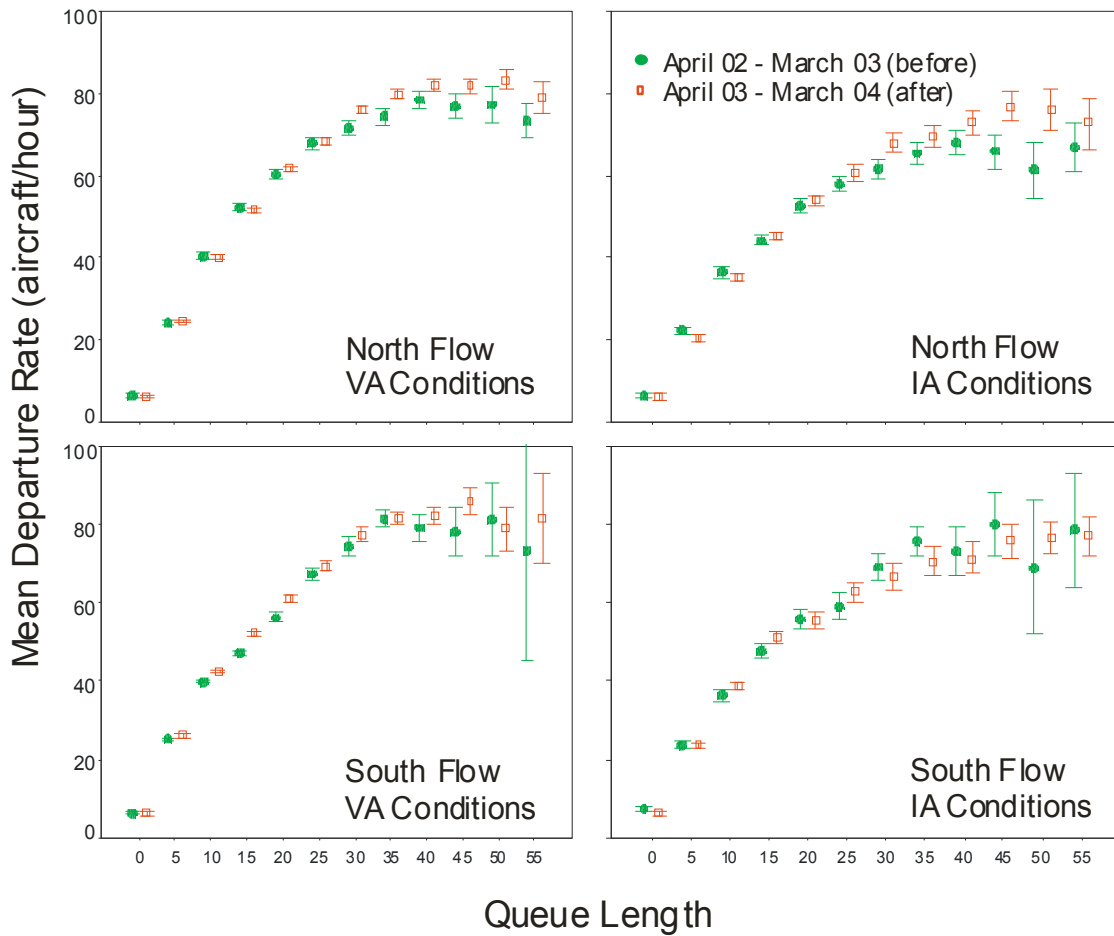 Mean Departure Rate (aircraft/hour)
100
80
60
40
20
0
North Flow
VA Conditions
April 02 - March 03 (before)
April 03 - March 04 (after)
North Flow
IA Conditions
100
80
60
40
20
0
South Flow
VA Conditions
South Flow
IA Conditions
0 5 10 15 20 25 30 35 40 45 50 55
0 5 10 15 20 25 30 35 40 45 50 55
Queue Length